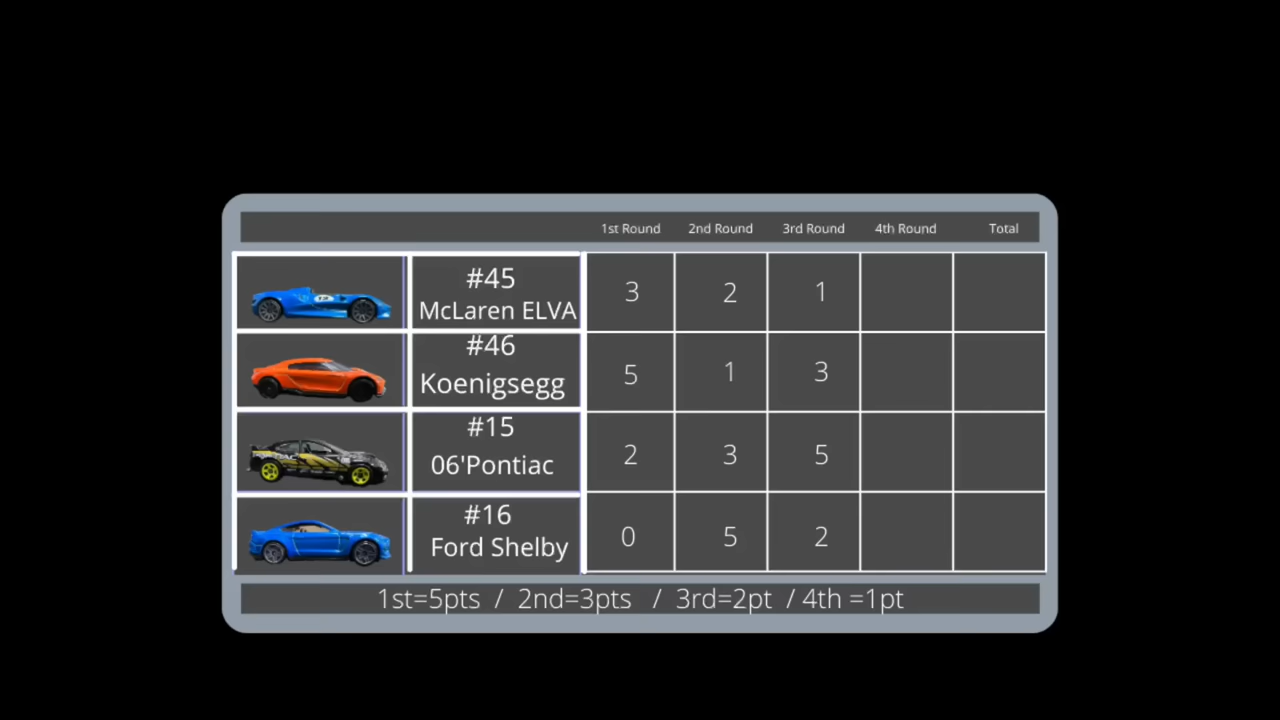 1st Round 2nd Round 3rd Round 4th Round Total
#45
McLaren ELVA
3 2 1
#46
Koenigsegg
5 1 3
#15
06'Pontiac
2 3 5
#16
Ford Shelby
0 5 2
1st=5pts / 2nd=3pts / 3rd=2pt / 4th =1pt